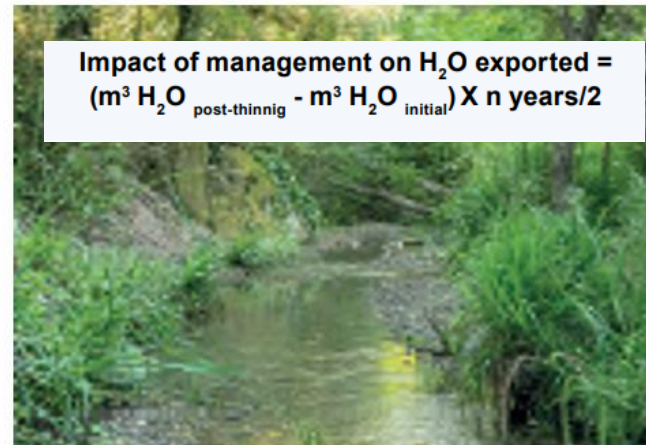 Impact of management on H₂O exported =
(m³ H₂O post-thinnig - m³ H₂O initial) X n years/2